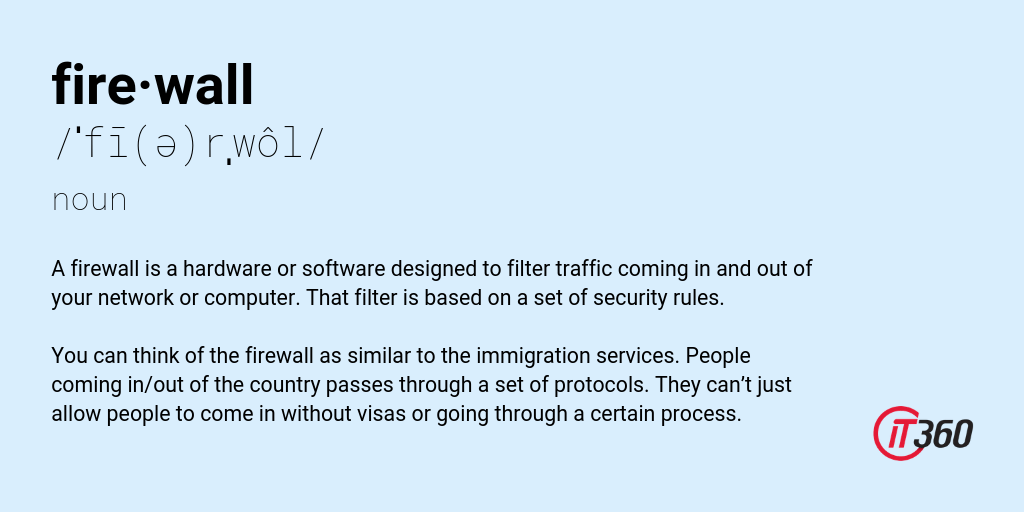 fire·wall
/ˈfī(ə)rˌwôl/
noun
A firewall is a hardware or software designed to filter traffic coming in and out of
your network or computer. That filter is based on a set of security rules.
You can think of the firewall as similar to the immigration services. People
coming in/out of the country passes through a set of protocols. They can’t just
allow people to come in without visas or going through a certain process.
iT360